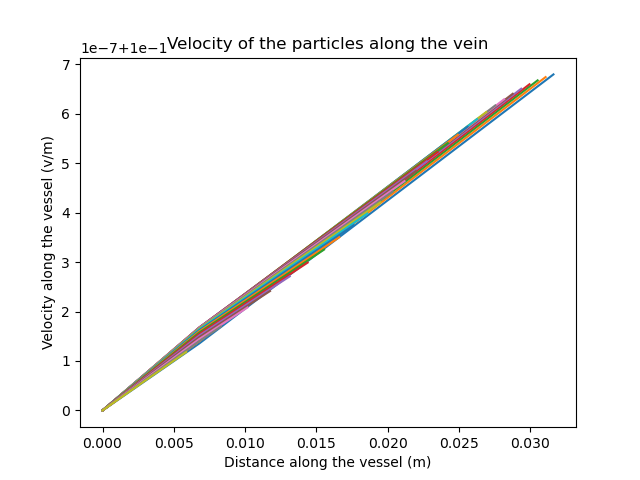 1e−7+1e−1
Velocity of the particles along the vein
7
6
5
4
3
2
1
0
Velocity along the vessel (v/m)
0.000 0.005 0.010 0.015 0.020 0.025 0.030
Distance along the vessel (m)